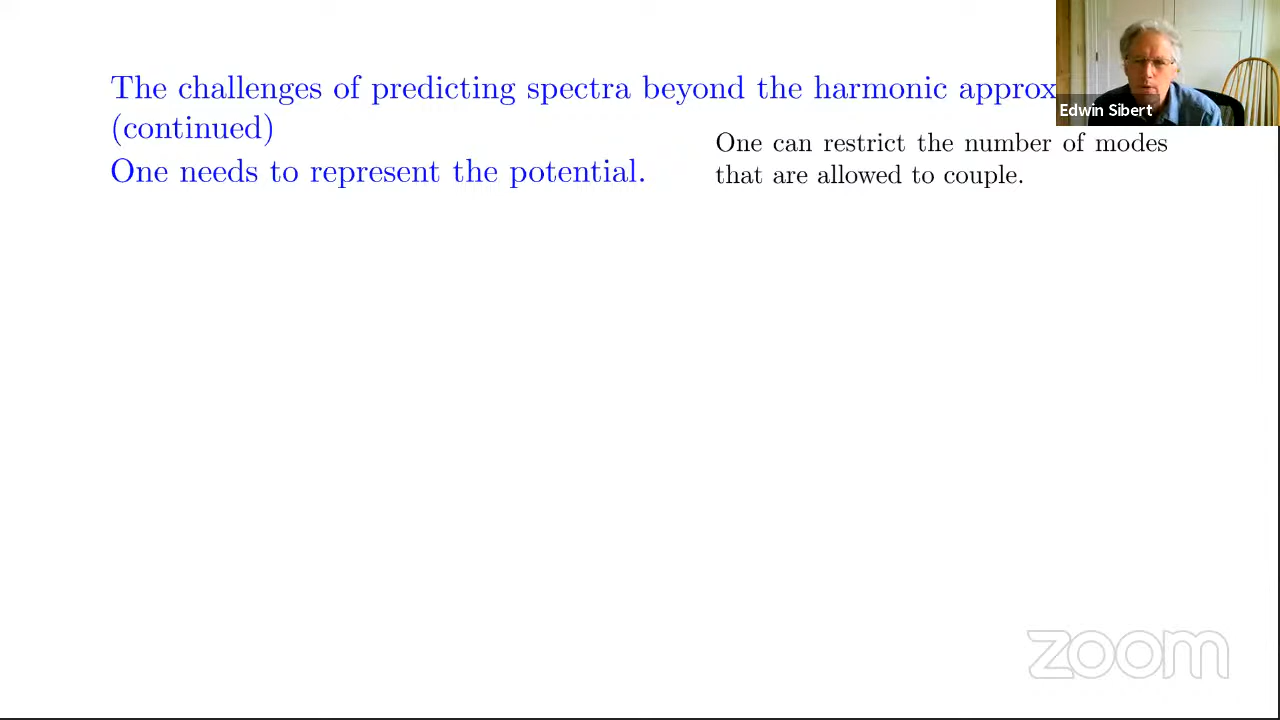 The challenges of predicting spectra beyond the harmonic approx
(continued)
One needs to represent the potential.
One can restrict the number of modes
that are allowed to couple.
Edwin Sibert
zoom